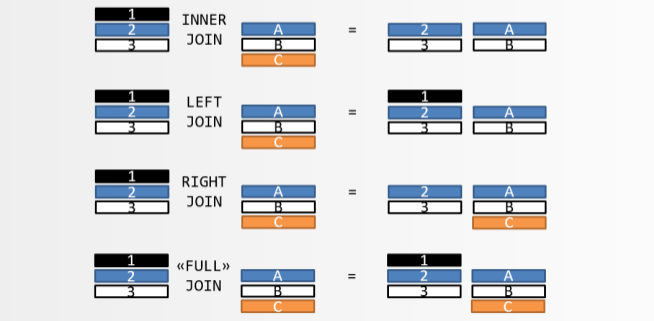 1
2 INNER A = 2 A
3 JOIN B 3 B
C
1 LEFT 1
2 JOIN A = 2 A
3 B 3 B
C
1 RIGHT
2 JOIN A = 2 A
3 B 3 B
C C
1 «FULL» 1
2 JOIN A = 2 A
3 B 3 B
C C